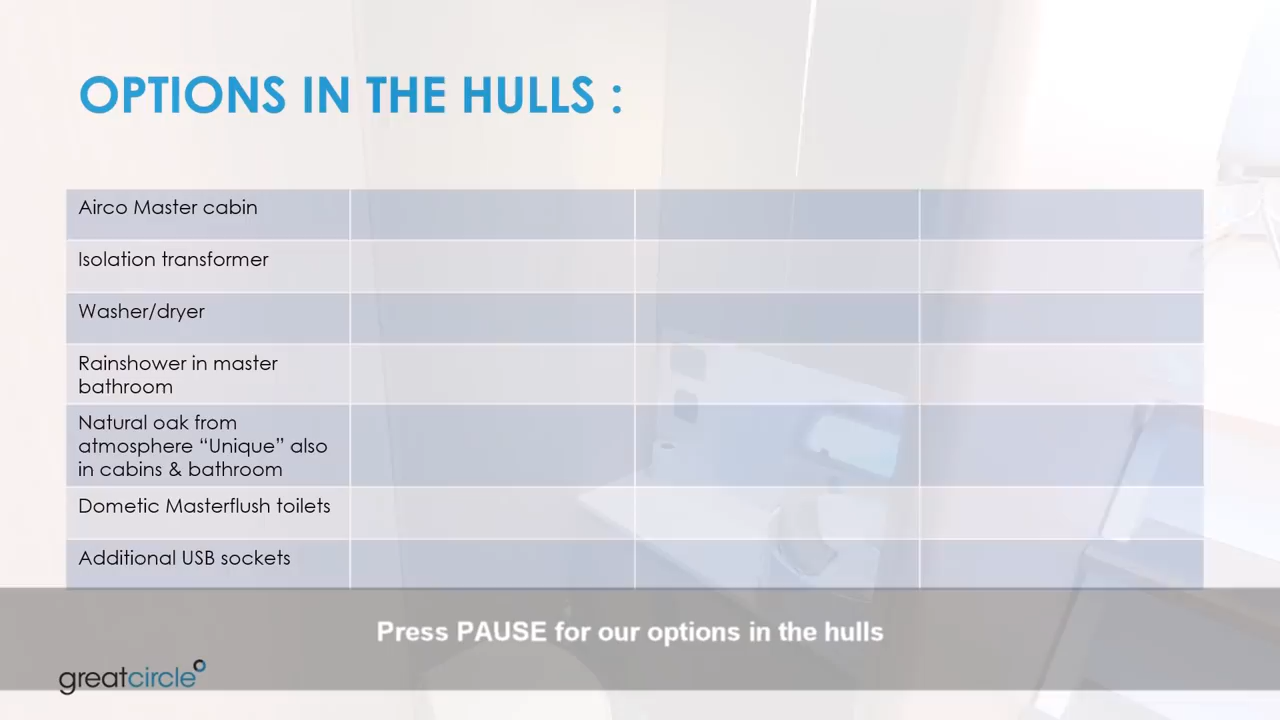 OPTIONS IN THE HULLS :
Airco Master cabin
Isolation transformer
Washer/dryer
Rainshower in master
bathroom
Natural oak from
atmosphere “Unique” also
in cabins & bathroom
Dometic Masterflush toilets
Additional USB sockets
Press PAUSE for our options in the hulls
greatcircle